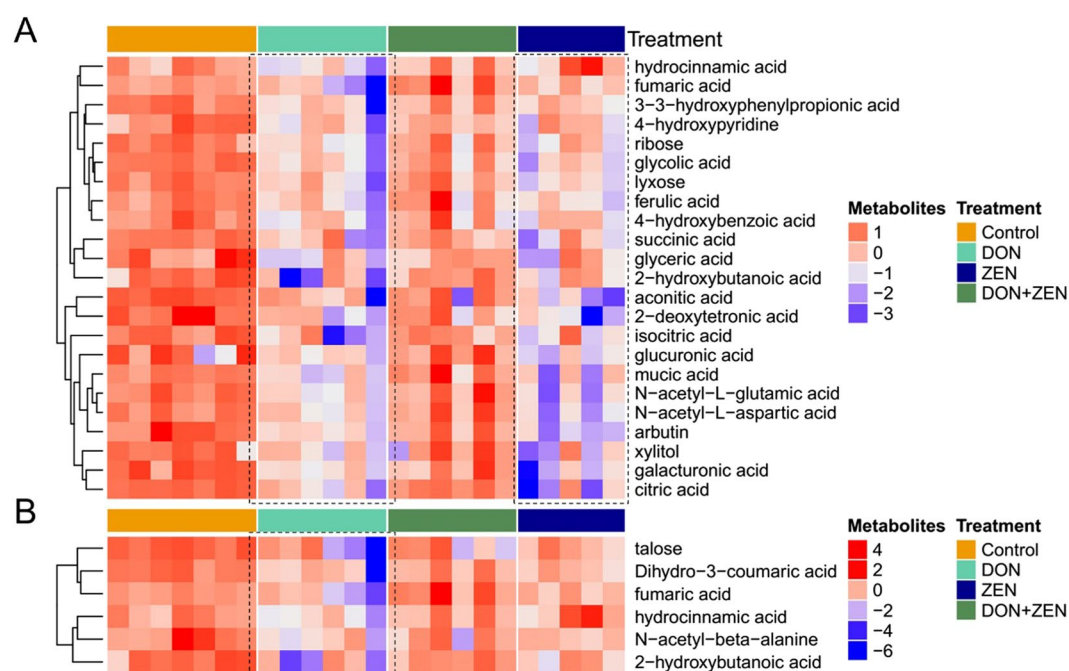 A
Treatment
hydrocinnamic acid
fumaric acid
3−3−hydroxyphenylpropionic acid
4−hydroxypyridine
ribose
glycolic acid
lyxose
ferulic acid
4−hydroxybenzoic acid
succinic acid
glyceric acid
2−hydroxybutanoic acid
aconitic acid
2−deoxytetronic acid
isocitric acid
glucuronic acid
mucic acid
N−acetyl−L−glutamic acid
N−acetyl−L−aspartic acid
arbutin
xylitol
galacturonic acid
citric acid
Metabolites
1
0
−1
−2
−3
Treatment
Control
DON
ZEN
DON+ZEN
B
talose
Dihydro−3−coumaric acid
fumaric acid
hydrocinnamic acid
N−acetyl−beta−alanine
2−hydroxybutanoic acid
Metabolites
4
2
0
−2
−4
−6
Treatment
Control
DON
ZEN
DON+ZEN